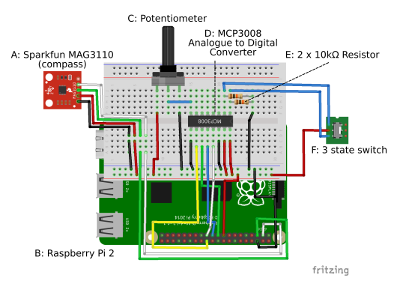 C: Potentiometer
D: MCP3008
Analogue to Digital
Converter
A: Sparkfun MAG3110
(compass)
E: 2 x 10kΩ Resistor
MCP3008
F: 3 state switch
B: Raspberry Pi 2
fritzing